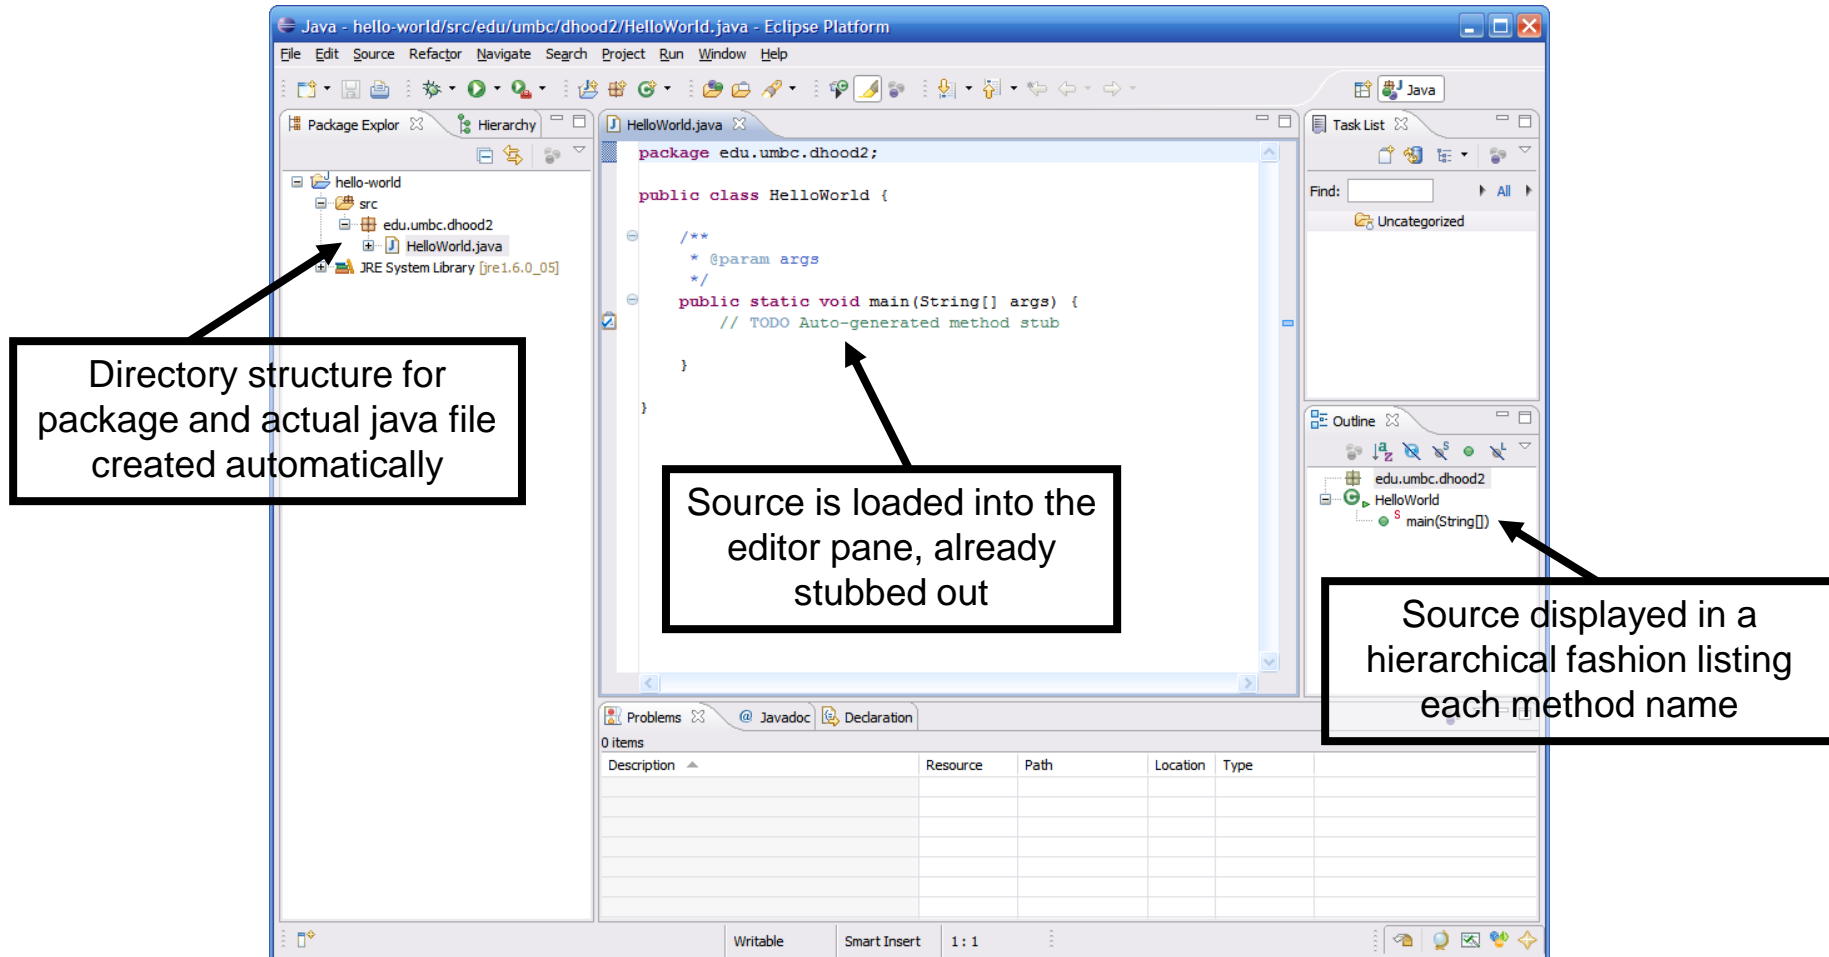 Java - hello-world/src/edu/umbc/dhood2/HelloWorld.java - Eclipse Platform
File Edit Source Refactor Navigate Search Project Run Window Help
Java
Package Explor Hierarchy
hello-world
src
edu.umbc.dhood2
HelloWorld.java
JRE System Library [jre1.6.0_05]
Directory structure for
package and actual java file
created automatically
HelloWorld.java
package edu.umbc.dhood2;
public class HelloWorld {
/**
* @param args
*/
public static void main(String[] args) {
// TODO Auto-generated method stub
}
}
Source is loaded into the
editor pane, already
stubbed out
Task List
Find: All
Uncategorized
Outline
edu.umbc.dhood2
HelloWorld
main(String[])
Source displayed in a
hierarchical fashion listing
each method name
Problems @ Javadoc Declaration
0 items
Description Resource Path Location Type
Writable Smart Insert 1 : 1